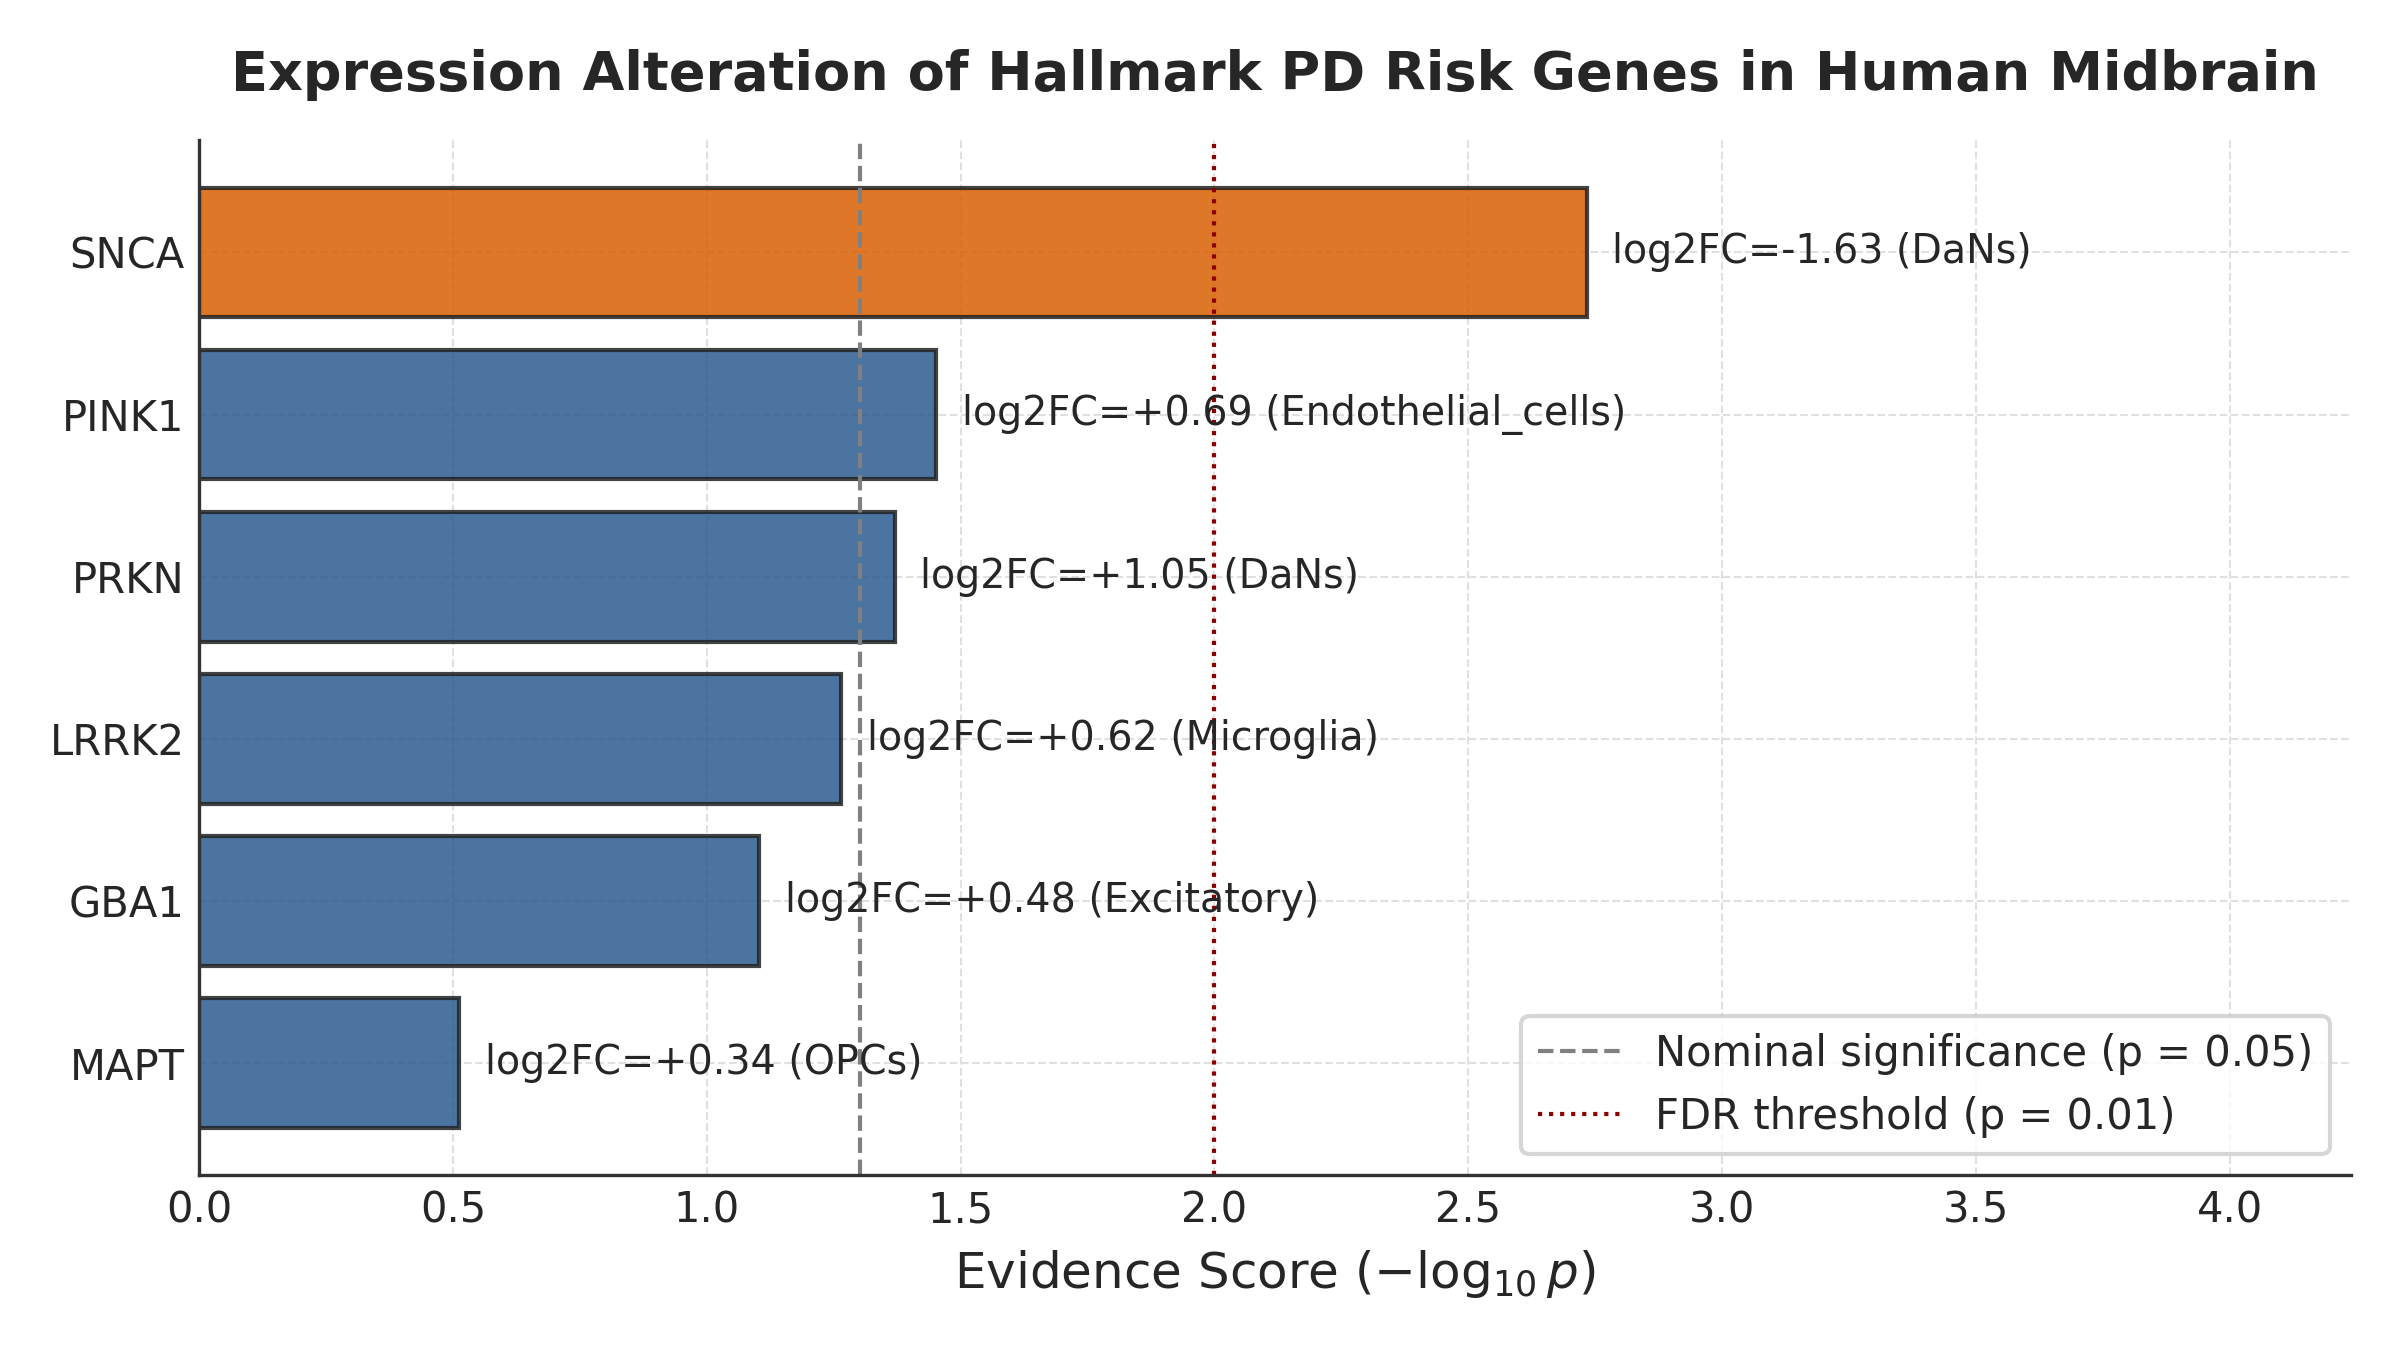 Expression Alteration of Hallmark PD Risk Genes in Human Midbrain
SNCA
log2FC=-1.63 (DaNs)
PINK1
log2FC=+0.69 (Endothelial_cells)
PRKN
log2FC=+1.05 (DaNs)
LRRK2
log2FC=+0.62 (Microglia)
GBA1
log2FC=+0.48 (Excitatory)
MAPT
log2FC=+0.34 (OPCs)
Nominal significance (p = 0.05)
FDR threshold (p = 0.01)
0.0 0.5 1.0 1.5 2.0 2.5 3.0 3.5 4.0
Evidence Score (−log₁₀ p)